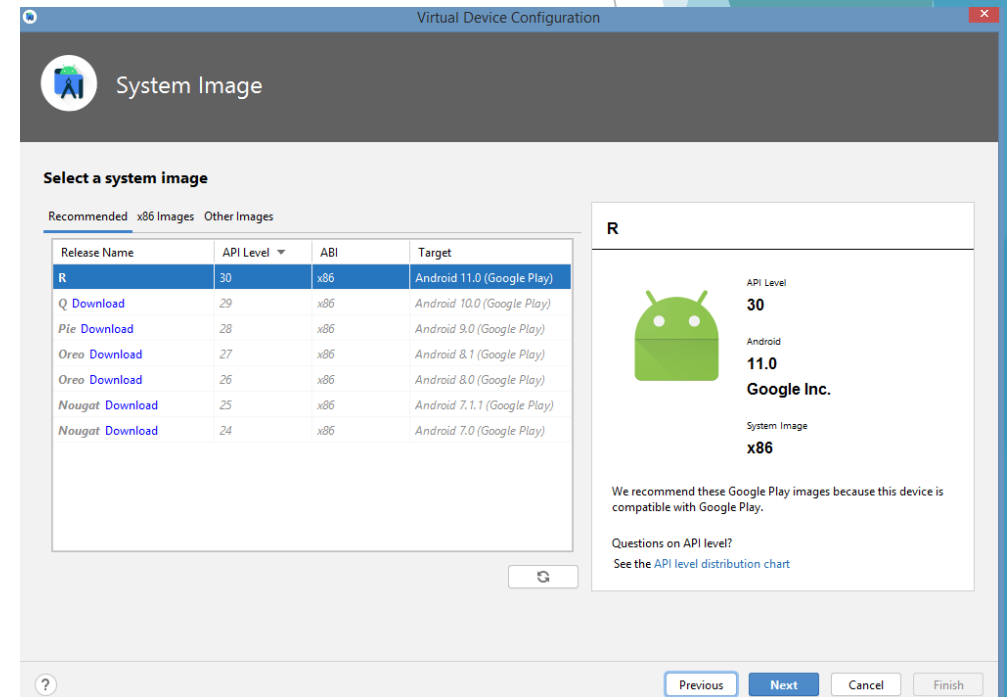 Virtual Device Configuration
System Image
Select a system image
Recommended x86 Images Other Images
Release Name API Level ABI Target
R 30 x86 Android 11.0 (Google Play)
Q Download 29 x86 Android 10.0 (Google Play)
Pie Download 28 x86 Android 9.0 (Google Play)
Oreo Download 27 x86 Android 8.1 (Google Play)
Oreo Download 26 x86 Android 8.0 (Google Play)
Nougat Download 25 x86 Android 7.1.1 (Google Play)
Nougat Download 24 x86 Android 7.0 (Google Play)
R
API Level
30
Android
11.0
Google Inc.
System Image
x86
We recommend these Google Play images because this device is
compatible with Google Play.
Questions on API level?
See the API level distribution chart
? Previous Next Cancel Finish